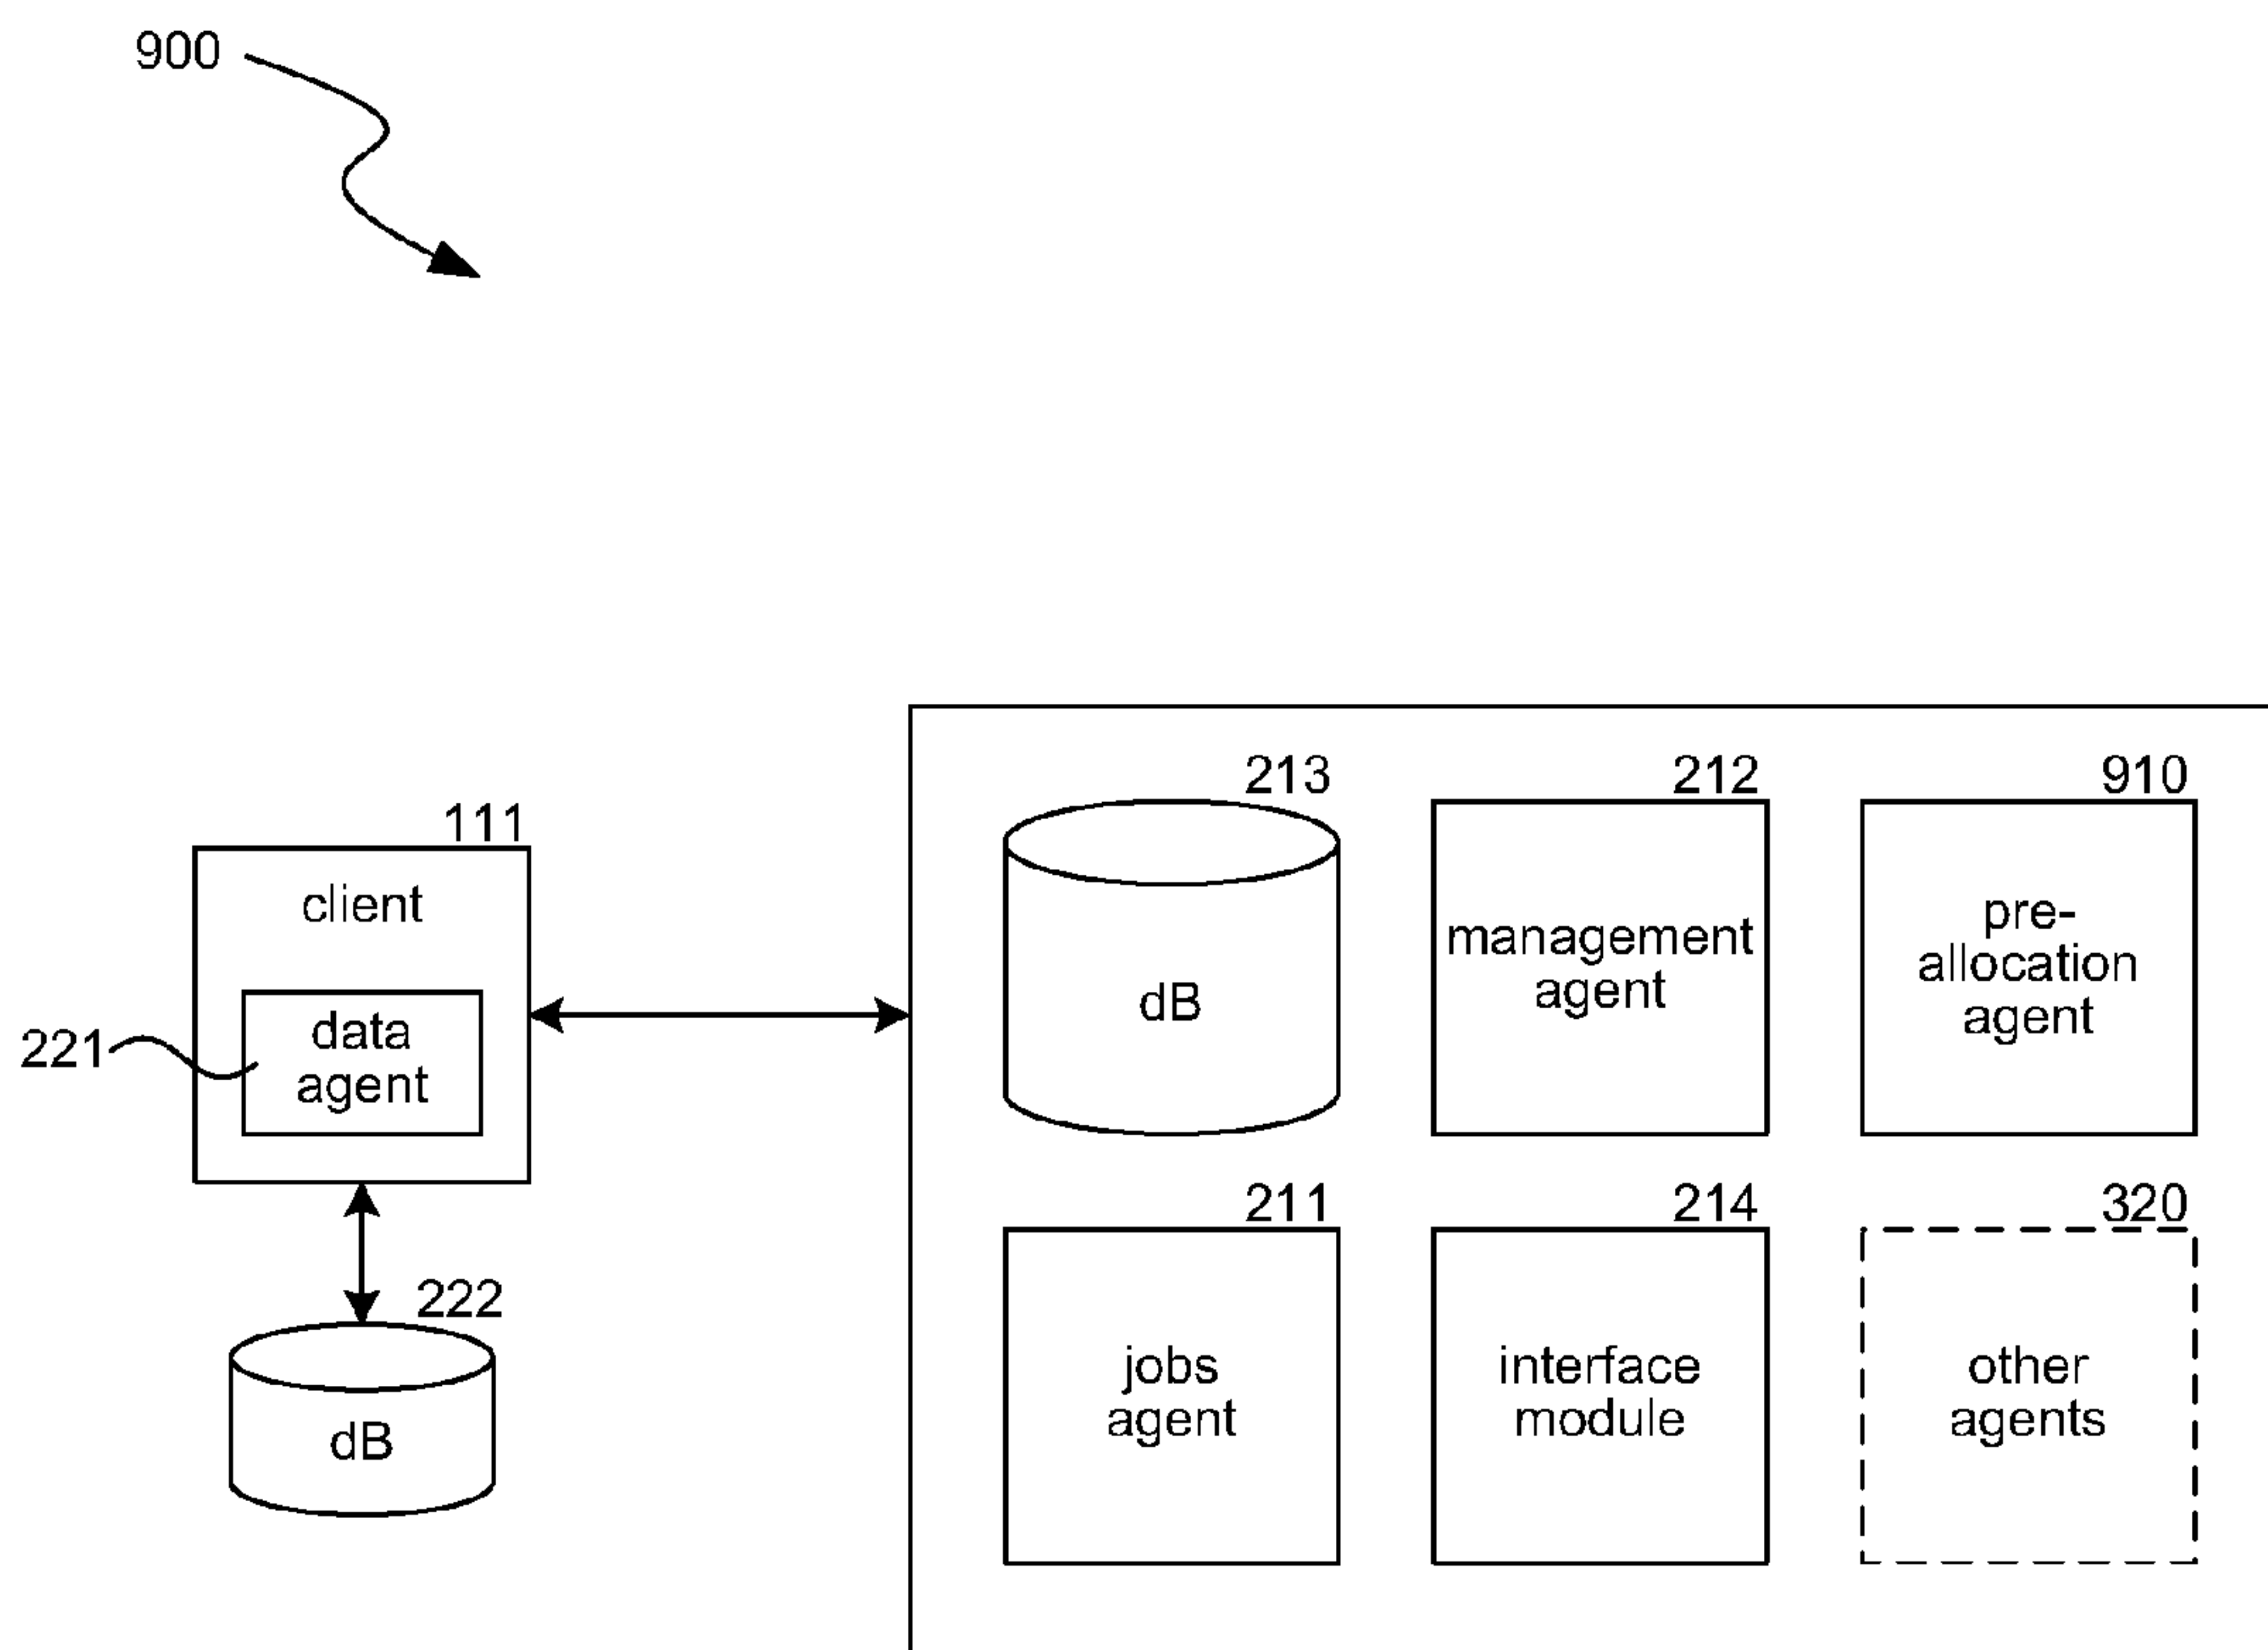 900
213
212
910
111
client
pre-
allocation
agent
management
agent
dB
data
agent
221
211
214
320
222
jobs
agent
interface
module
other
agents
dB